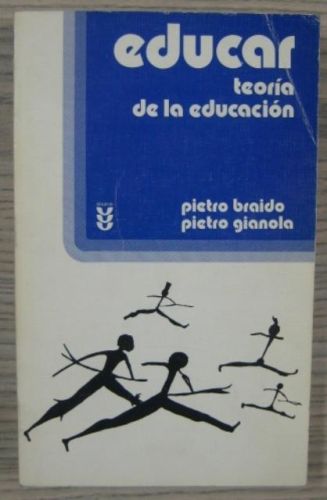 educar
teoría
de la educación
pietro braido
pietro gianola